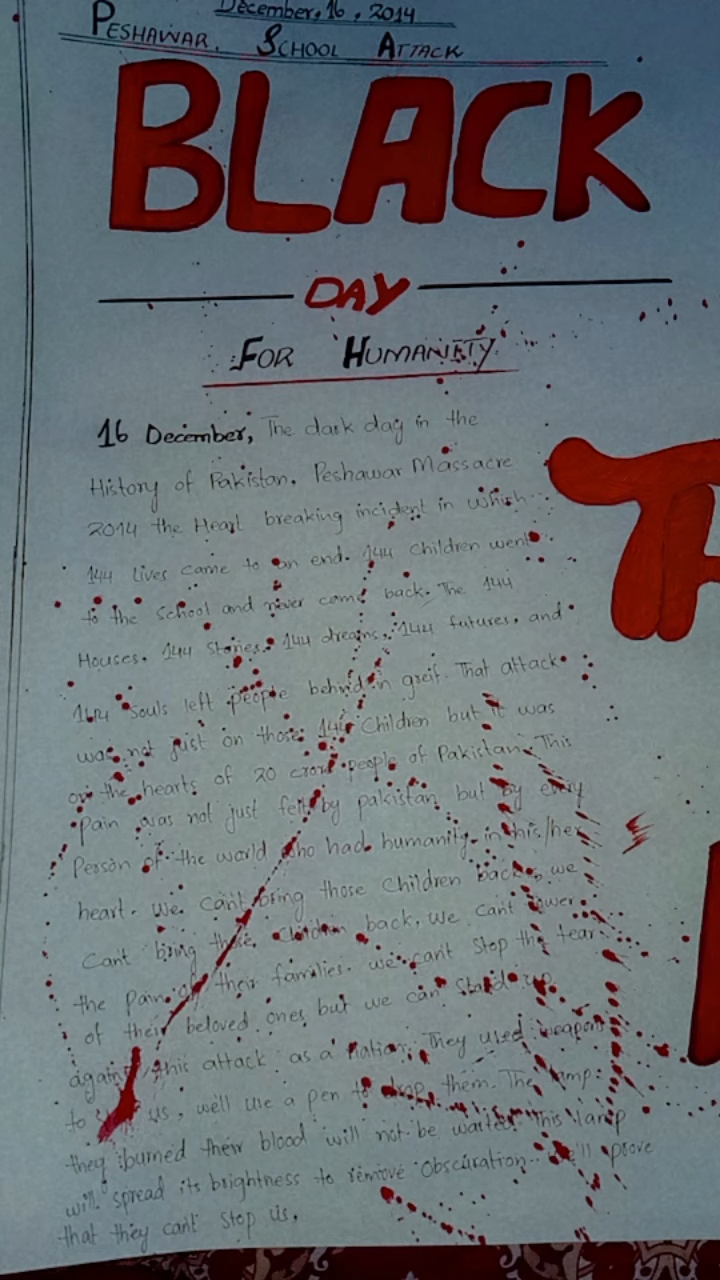 December, 16, 2014
PESHAWAR SCHOOL ATTACK
BLACK
DAY
FOR HUMANITY
16 December, The dark day in the
History of Pakistan. Peshawar Massacre
2014 the Heart breaking incident in which
144 lives came to an end. 144 children went
to the school and never come back. The 144
Houses. 144 stories. 144 dreams. 144 futures. and
144 souls left people behind in greif. That attack
was not just on those 144 Children but it was
on the hearts of 20 crore people of Pakistan. This
Pain was not just felt by pakistan but by every
Person of the world who had humanity in his/her
heart. We can't bring those Children back, we
Can't bring those children back, we can't lower
the pain of their families. we can't stop the tear
of their beloved ones but we can stand up
against this attack as a Nation. They used weapon
to us, we'll use a pen to drop them. The lamp
they burned their blood will not be wasted. This lamp
will spread its brightness to remove obscuration. We'll prove
that they can't stop us.